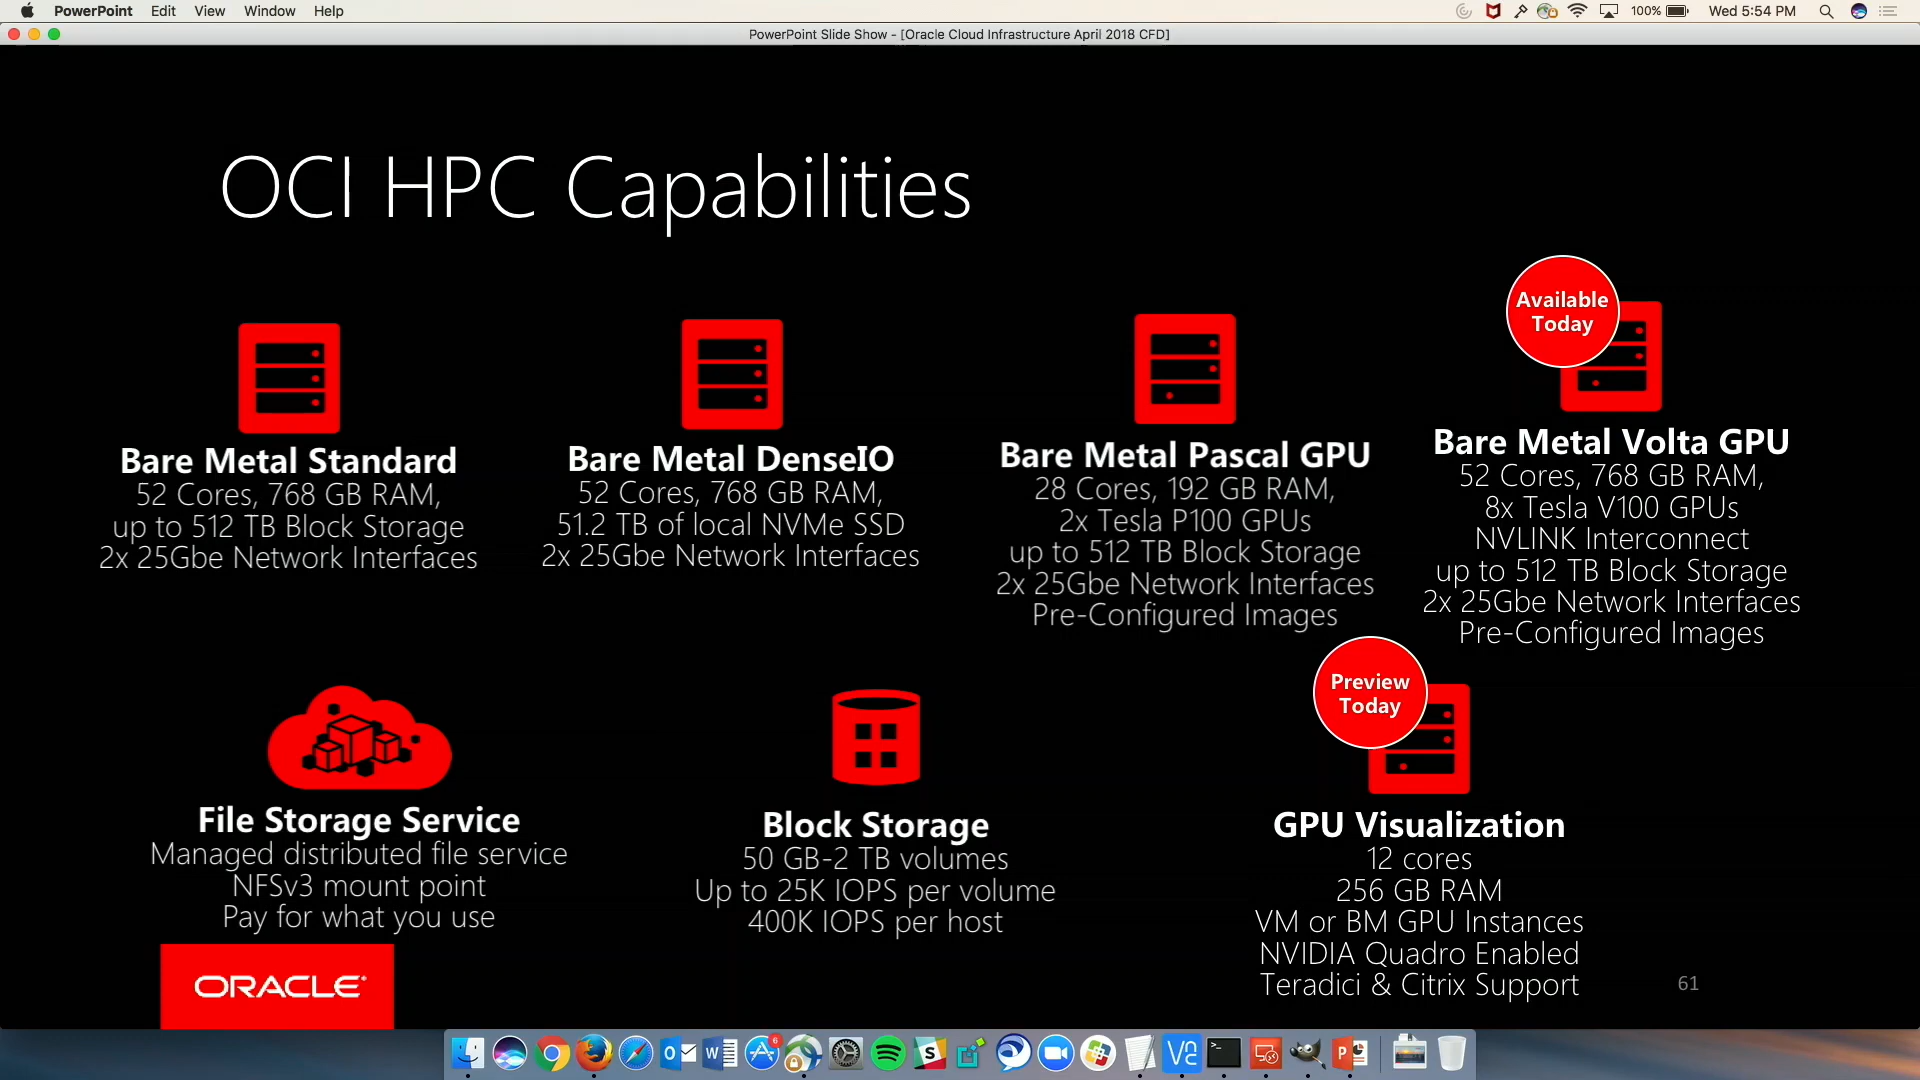 PowerPoint Edit View Window Help
100% Wed 5:54 PM
PowerPoint Slide Show - [Oracle Cloud Infrastructure April 2018 CFD]
OCI HPC Capabilities
Bare Metal Standard
52 Cores, 768 GB RAM,
up to 512 TB Block Storage
2x 25Gbe Network Interfaces
Bare Metal DenseIO
52 Cores, 768 GB RAM,
51.2 TB of local NVMe SSD
2x 25Gbe Network Interfaces
Bare Metal Pascal GPU
28 Cores, 192 GB RAM,
2x Tesla P100 GPUs
up to 512 TB Block Storage
2x 25Gbe Network Interfaces
Pre-Configured Images
Available
Today
Bare Metal Volta GPU
52 Cores, 768 GB RAM,
8x Tesla V100 GPUs
NVLINK Interconnect
up to 512 TB Block Storage
2x 25Gbe Network Interfaces
Pre-Configured Images
File Storage Service
Managed distributed file service
NFSv3 mount point
Pay for what you use
Block Storage
50 GB-2 TB volumes
Up to 25K IOPS per volume
400K IOPS per host
Preview
Today
GPU Visualization
12 cores
256 GB RAM
VM or BM GPU Instances
NVIDIA Quadro Enabled
Teradici & Citrix Support
ORACLE
61
6